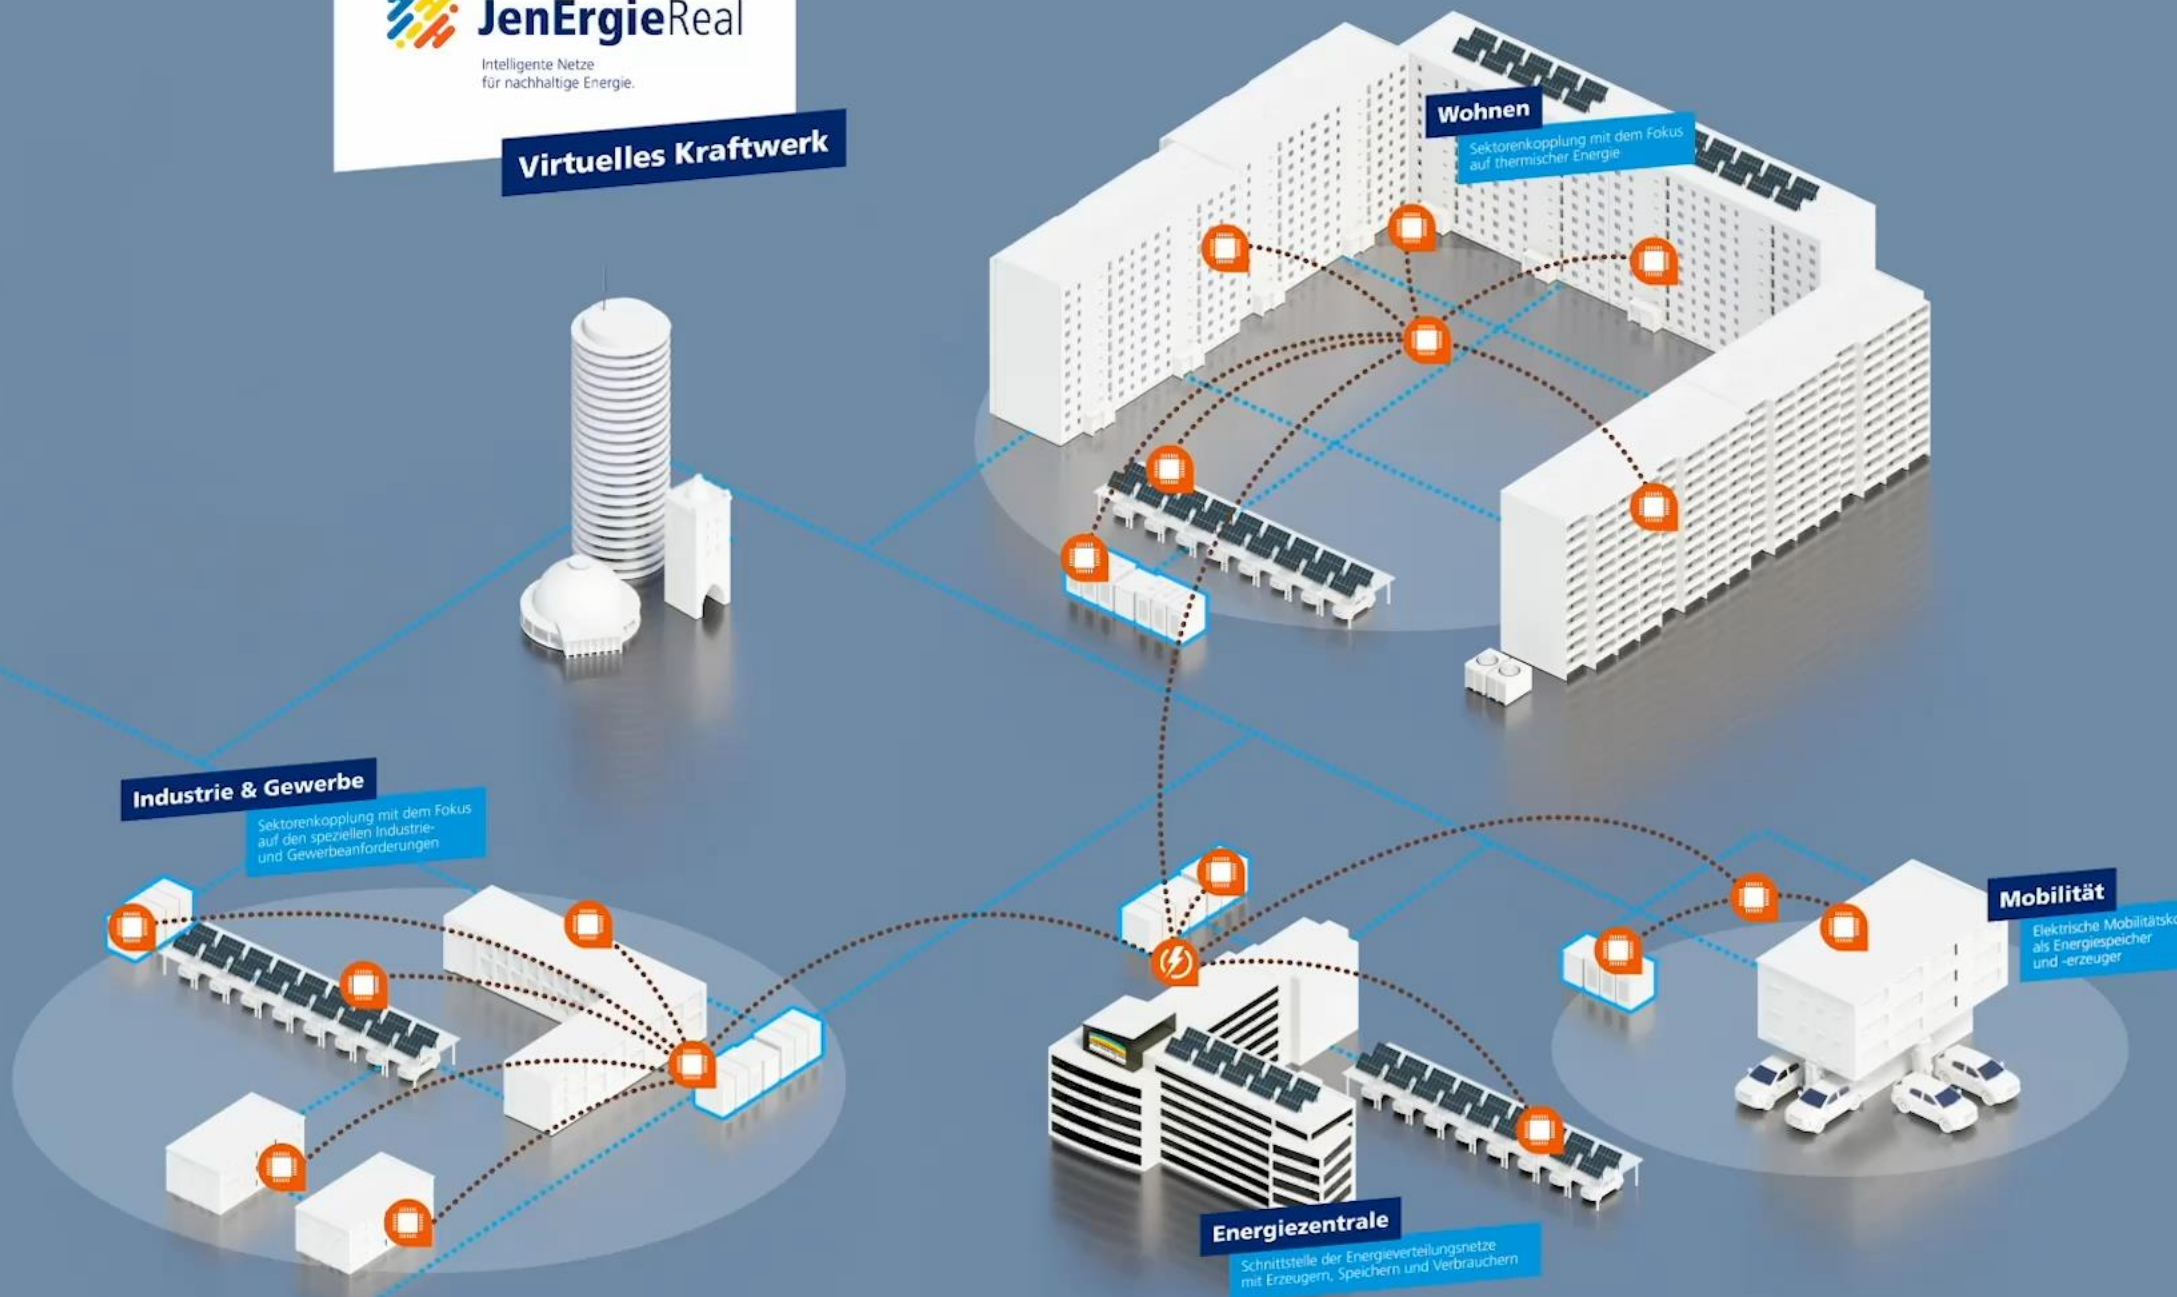 JenErgieReal
Intelligente Netze
für nachhaltige Energie.
Virtuelles Kraftwerk
Wohnen
Sektorenkopplung mit dem Fokus
auf thermischer Energie
Industrie & Gewerbe
Sektorenkopplung mit dem Fokus
auf den speziellen Industrie-
und Gewerbeanforderungen
Mobilität
Elektrische
als Energiespeicher
und -erzeuger
Energiezentrale
Schnittstelle der Energieverteilungsnetze
mit Erzeugern, Speichern und Verbrauchern